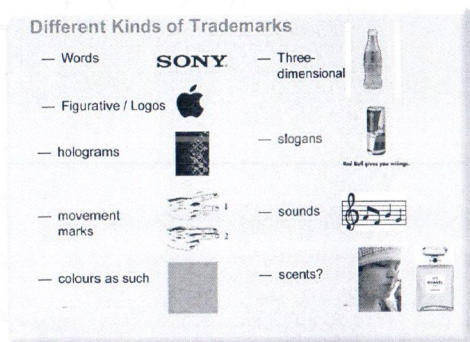 Different Kinds of Trademarks
— Words
SONY
— Figurative / Logos
— holograms
— movement
marks
1
2
— colours as such
— Three-
dimensional
— slogans
Red Bull gives you wiiings.
— sounds
— scents?
CHANEL